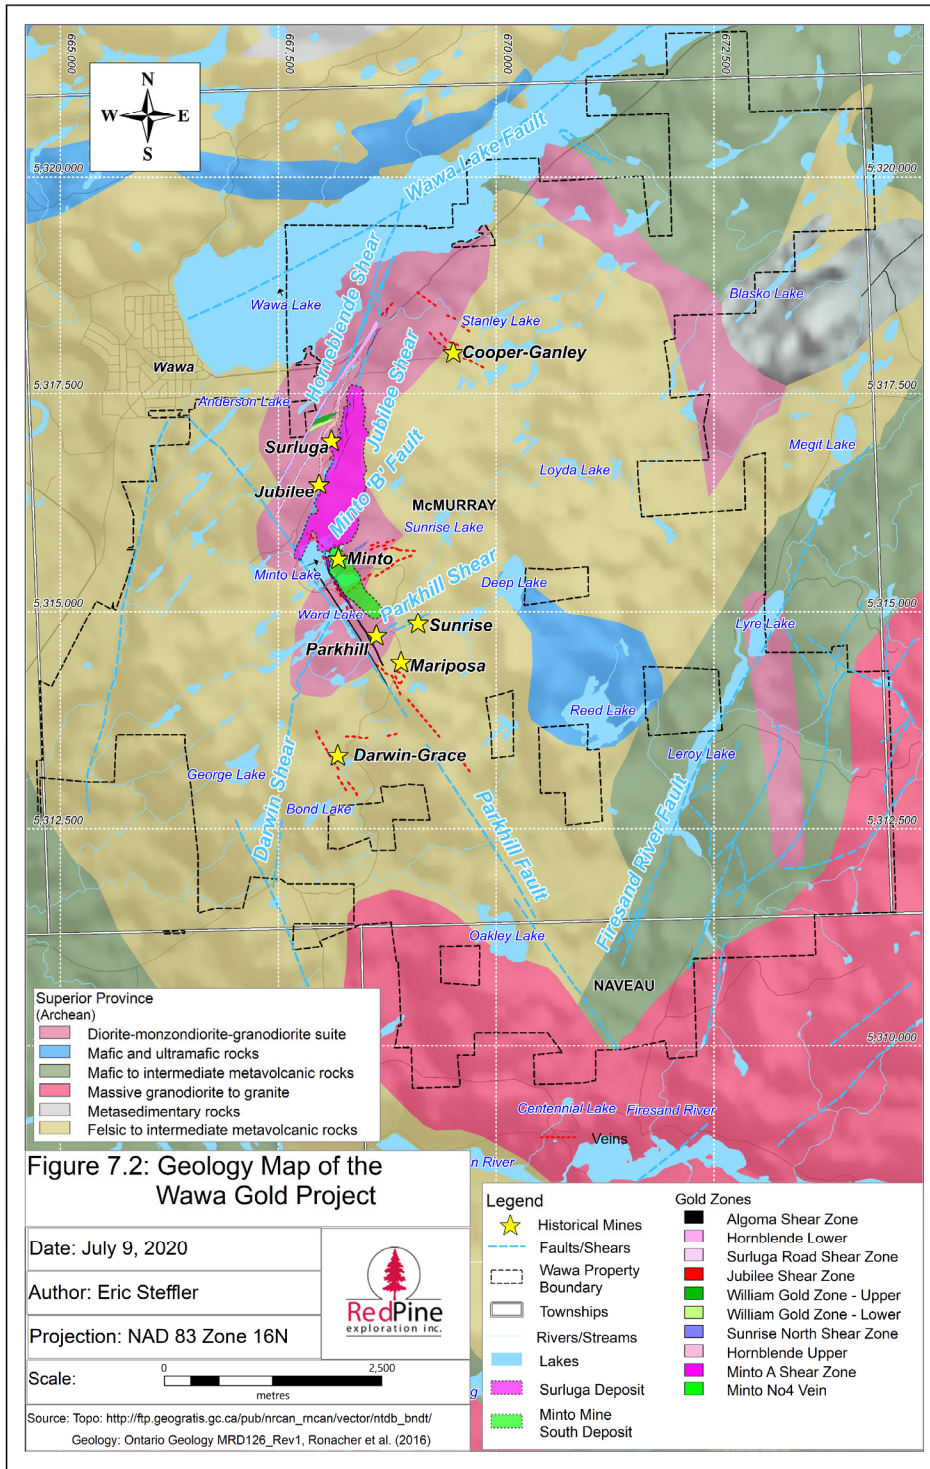 665,000
667,500
670,000
672,500
N
W E
S
5,320,000
5,320,000
Wawa Lake Fault
Horneblende Shear
Wawa Lake
Blasko Lake
Stanley Lake
Cooper-Ganley
Jubilee Shear
Wawa
5,317,500
5,317,500
Anderson Lake
Surluga
Minto 'B' Fault
Megit Lake
Loyda Lake
Jubilee
McMURRAY
Sunrise Lake
Minto
Minto Lake
Parkhill Shear
Deep Lake
5,315,000
5,315,000
Ward Lake
Sunrise
Lyre Lake
Parkhill
Mariposa
Reed Lake
Darwin-Grace
Leroy Lake
George Lake
Darwin Shear
Bond Lake
5,312,500
5,312,500
Parkhill Fault
Firesand River Fault
Oakley Lake
NAVEAU
5,310,000
Centennial Lake
Firesand River
Veins
n River
g
Superior Province
(Archean)
Diorite-monzondiorite-granodiorite suite
Mafic and ultramafic rocks
Mafic to intermediate metavolcanic rocks
Massive granodiorite to granite
Metasedimentary rocks
Felsic to intermediate metavolcanic rocks
Figure 7.2: Geology Map of the
Wawa Gold Project
Date: July 9, 2020
Author: Eric Steffler
Projection: NAD 83 Zone 16N
RedPine
exploration inc.
Scale:
0 2,500
metres
Source: Topo: http://ftp.geogratis.gc.ca/pub/nrcan_rncan/vector/ntdb_bndt/
Geology: Ontario Geology MRD126_Rev1, Ronacher et al. (2016)
Legend
Historical Mines
Faults/Shears
Wawa Property
Boundary
Townships
Rivers/Streams
Lakes
Surluga Deposit
Minto Mine
South Deposit
Gold Zones
Algoma Shear Zone
Hornblende Lower
Surluga Road Shear Zone
Jubilee Shear Zone
William Gold Zone - Upper
William Gold Zone - Lower
Sunrise North Shear Zone
Hornblende Upper
Minto A Shear Zone
Minto No4 Vein